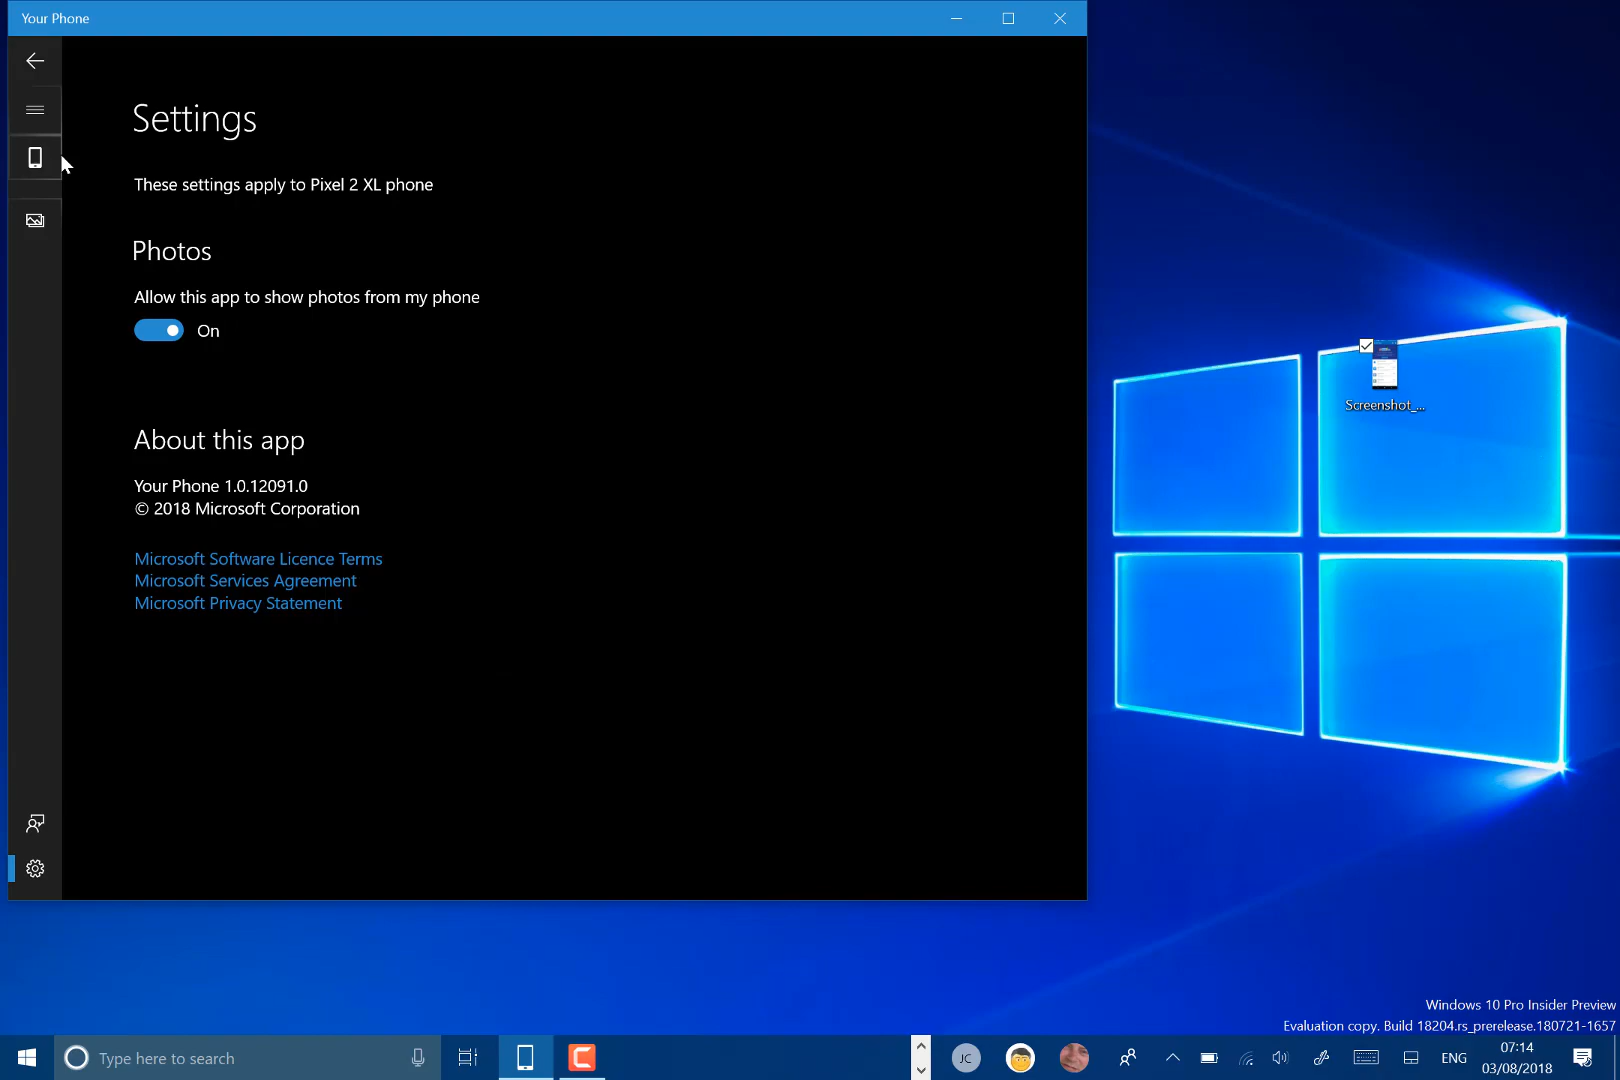 Your Phone
Settings
These settings apply to Pixel 2 XL phone
Photos
Allow this app to show photos from my phone
On
About this app
Your Phone 1.0.12091.0
© 2018 Microsoft Corporation
Microsoft Software Licence Terms
Microsoft Services Agreement
Microsoft Privacy Statement
Screenshot_...
Windows 10 Pro Insider Preview
Evaluation copy. Build 18204.rs_prerelease.180721-1657
Type here to search
JC
ENG
07:14
03/08/2018